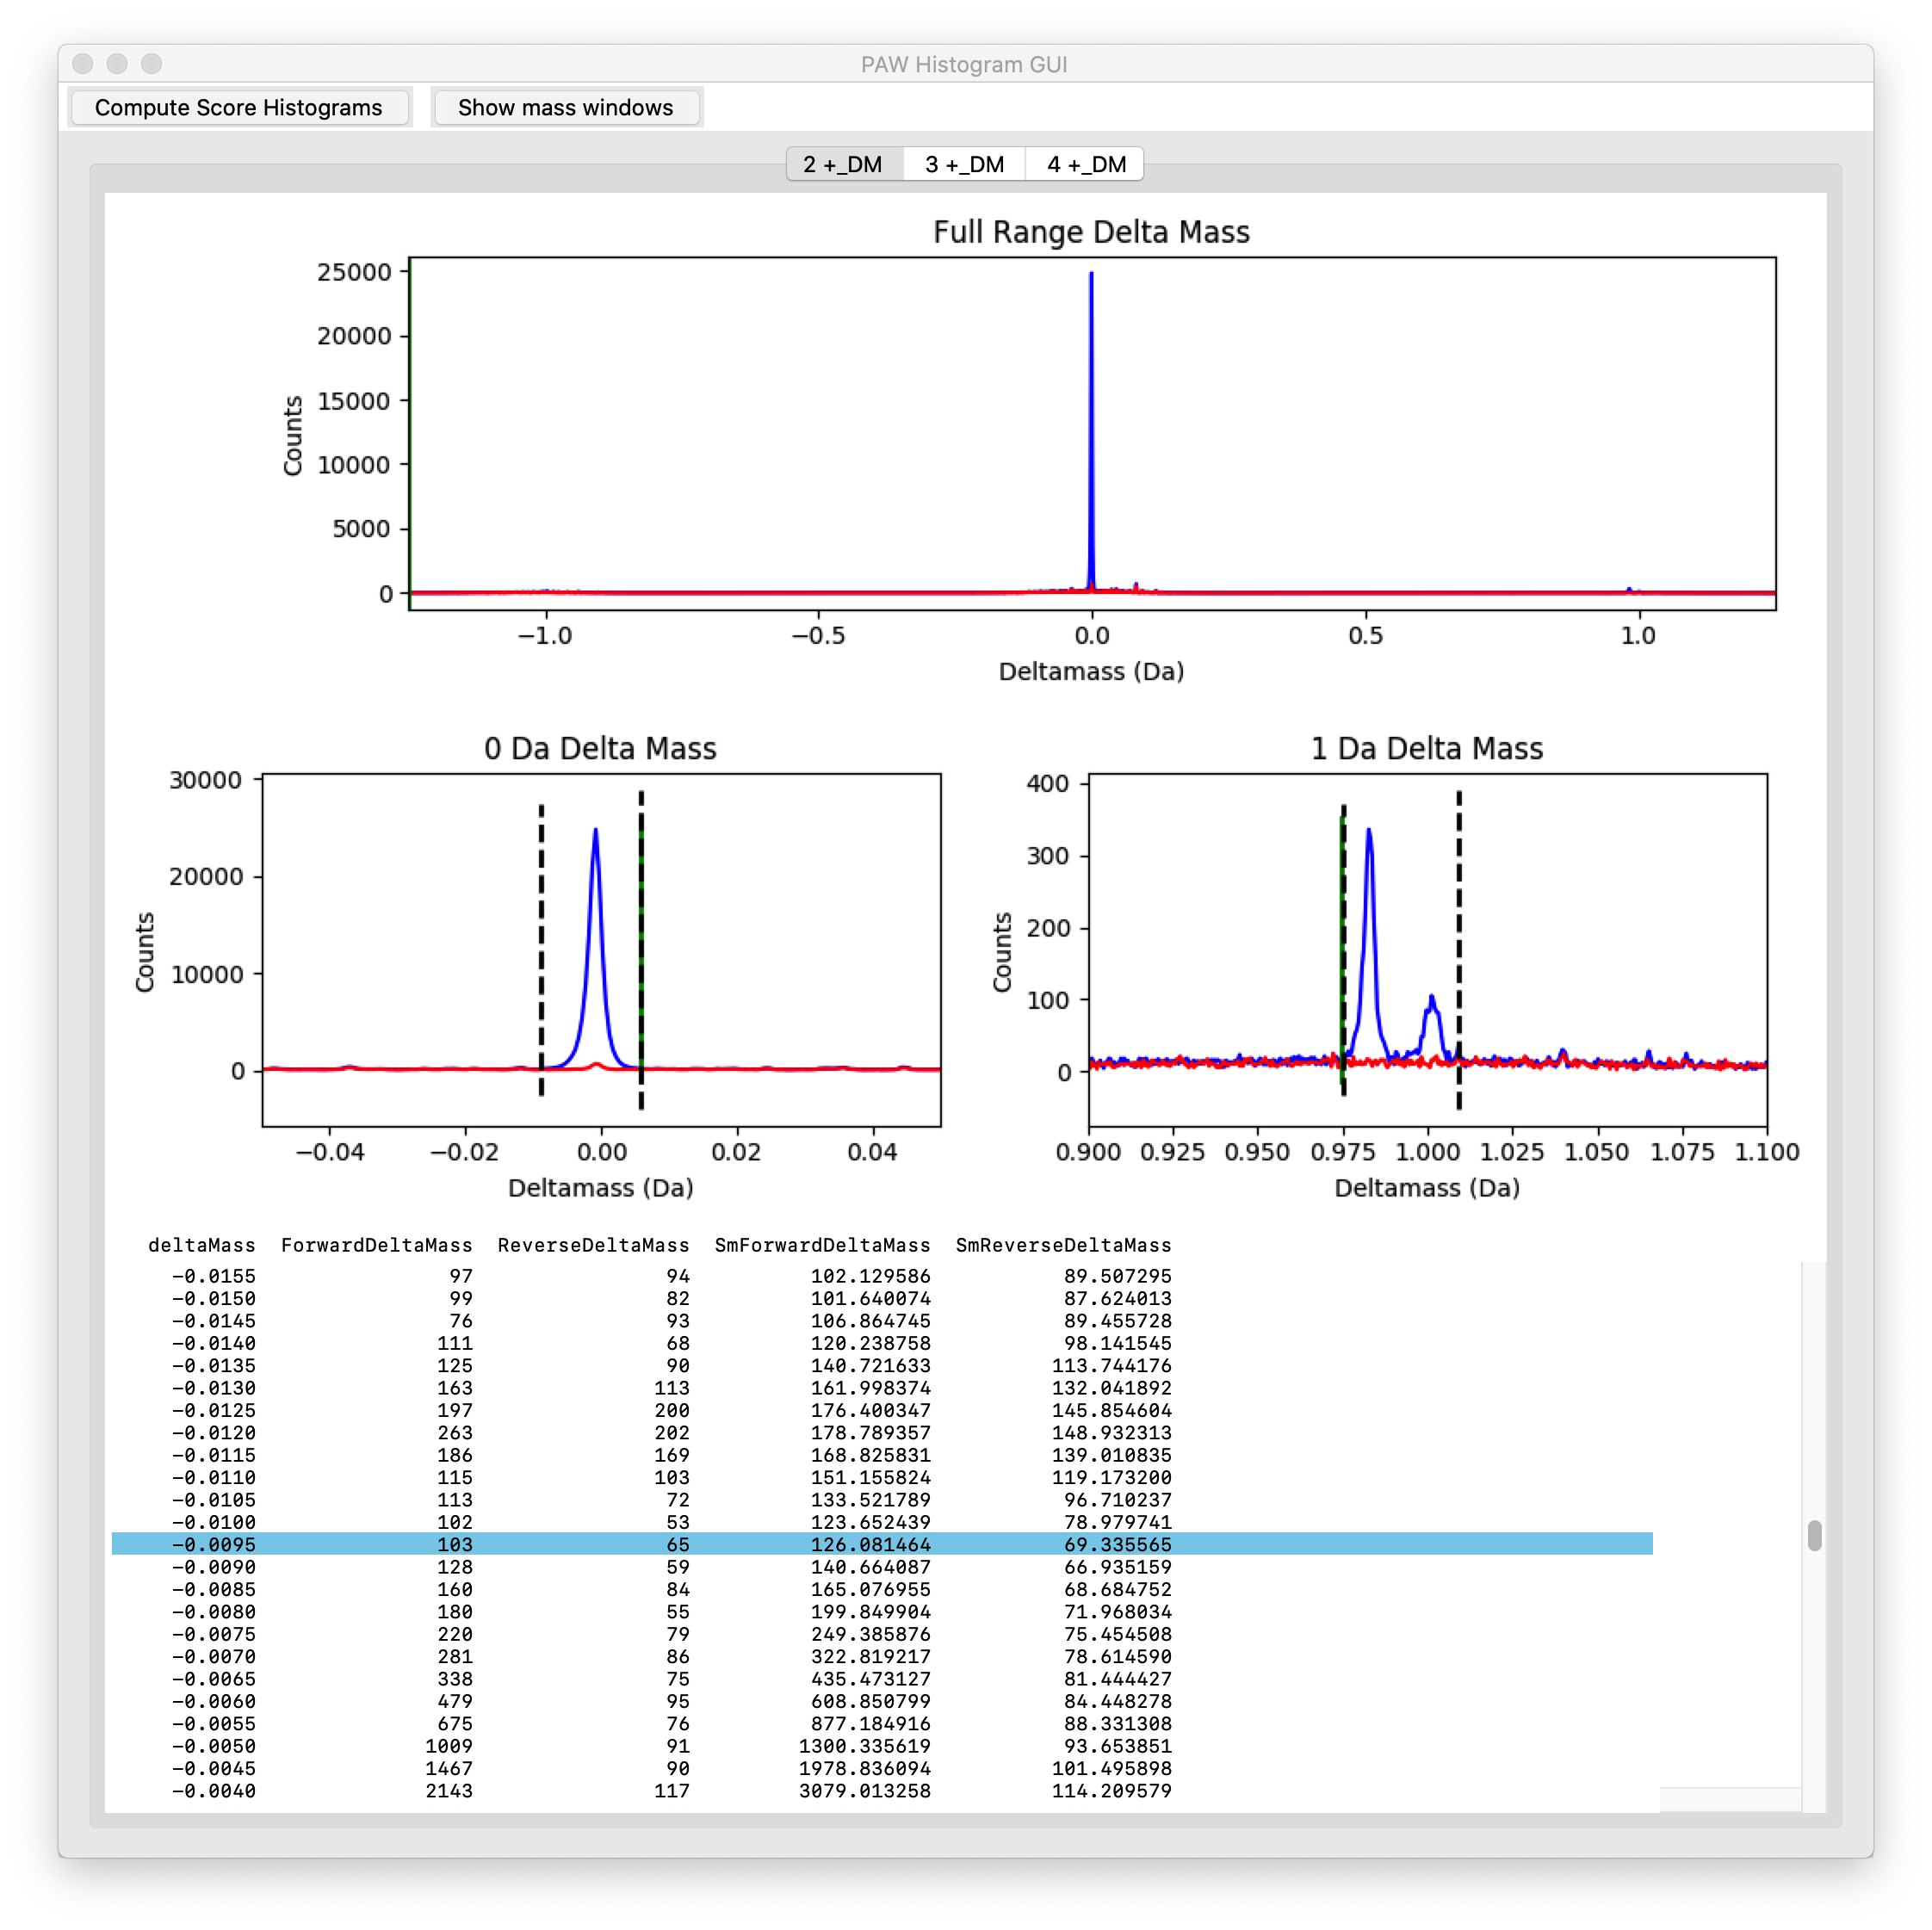 PAW Histogram GUI
Compute Score Histograms Show mass windows
2 +_DM 3 +_DM 4 +_DM
Full Range Delta Mass
25000
20000
15000
10000
5000
0
Counts
−1.0 −0.5 0.0 0.5 1.0
Deltamass (Da)
0 Da Delta Mass
30000
20000
10000
0
Counts
−0.04 −0.02 0.00 0.02 0.04
Deltamass (Da)
1 Da Delta Mass
400
300
200
100
0
Counts
0.900 0.925 0.950 0.975 1.000 1.025 1.050 1.075 1.100
Deltamass (Da)
deltaMass ForwardDeltaMass ReverseDeltaMass SmForwardDeltaMass SmReverseDeltaMass
-0.0155 97 94 102.129586 89.507295
-0.0150 99 82 101.640074 87.624013
-0.0145 76 93 106.864745 89.455728
-0.0140 111 68 120.238758 98.141545
-0.0135 125 90 140.721633 113.744176
-0.0130 163 113 161.998374 132.041892
-0.0125 197 200 176.400347 145.854604
-0.0120 263 202 178.789357 148.932313
-0.0115 186 169 168.825831 139.010835
-0.0110 115 103 151.155824 119.173200
-0.0105 113 72 133.521789 96.710237
-0.0100 102 53 123.652439 78.979741
-0.0095 103 65 126.081464 69.335565
-0.0090 128 59 140.664087 66.935159
-0.0085 160 84 165.076955 68.684752
-0.0080 180 55 199.849904 71.968034
-0.0075 220 79 249.385876 75.454508
-0.0070 281 86 322.819217 78.614590
-0.0065 338 75 435.473127 81.444427
-0.0060 479 95 608.850799 84.448278
-0.0055 675 76 877.184916 88.331308
-0.0050 1009 91 1300.335619 93.653851
-0.0045 1467 90 1978.836094 101.495898
-0.0040 2143 117 3079.013258 114.209579